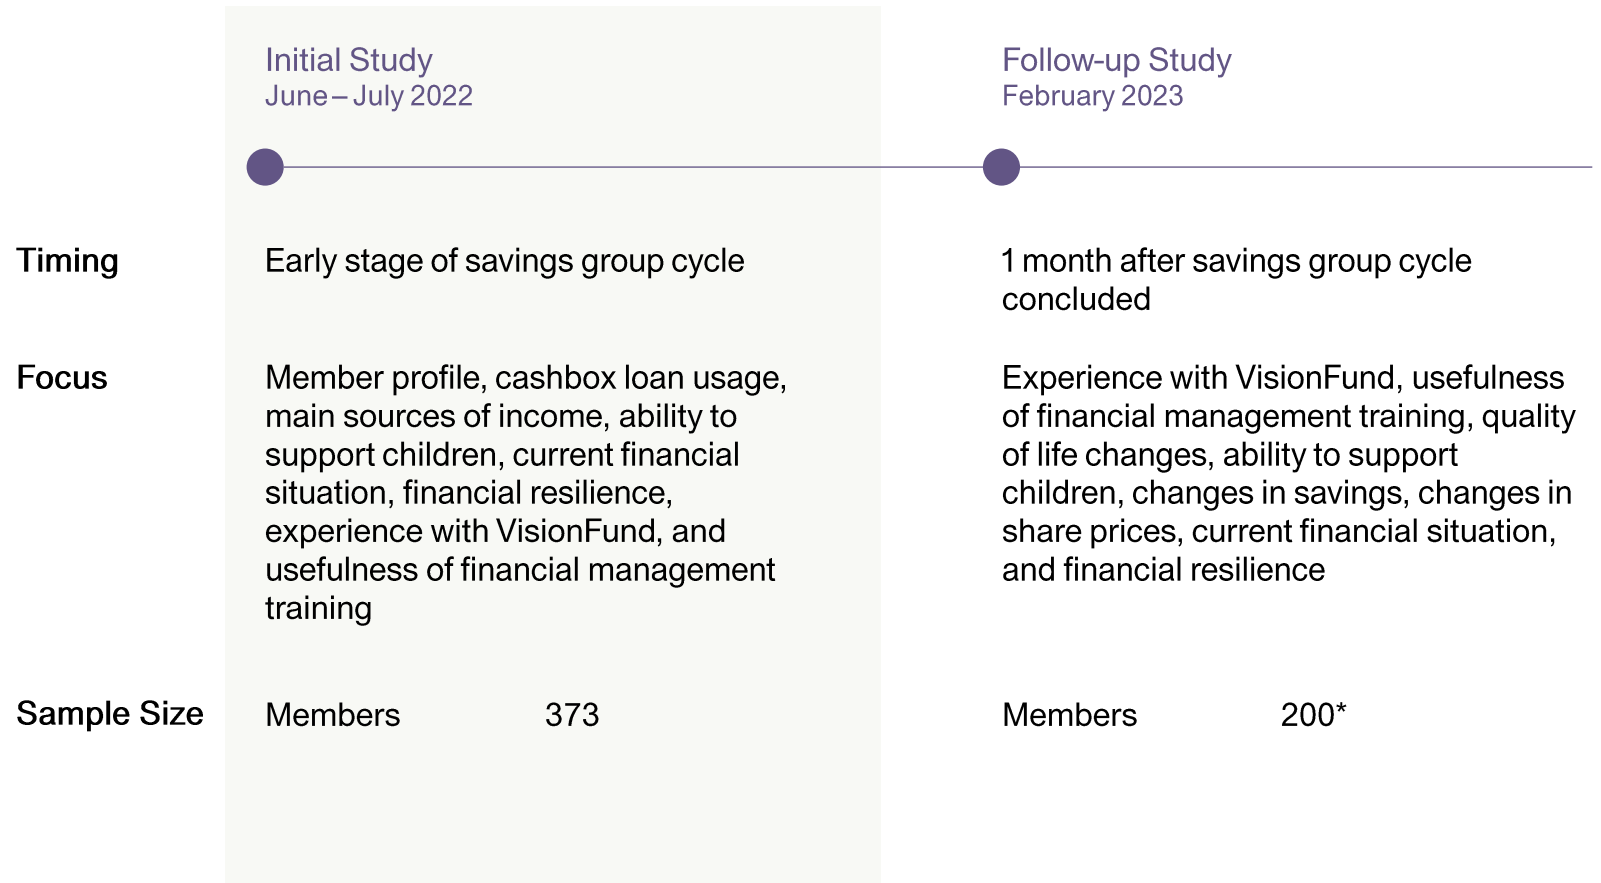 Initial Study
June – July 2022
Follow-up Study
February 2023
Timing
Early stage of savings group cycle
1 month after savings group cycle
concluded
Focus
Member profile, cashbox loan usage,
main sources of income, ability to
support children, current financial
situation, financial resilience,
experience with VisionFund, and
usefulness of financial management
training
Experience with VisionFund, usefulness
of financial management training, quality
of life changes, ability to support
children, changes in savings, changes in
share prices, current financial situation,
and financial resilience
Sample Size
Members 373
Members 200*